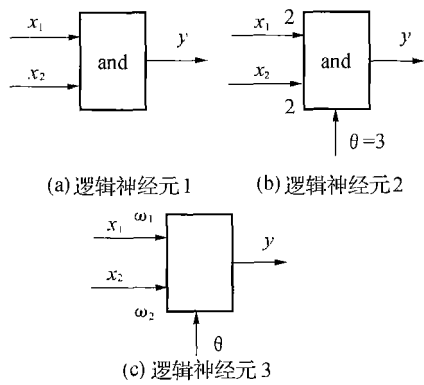 x₁
x₂
and
y
(a) 逻辑神经元1
x₁
2
x₂
2
and
y
θ=3
(b) 逻辑神经元2
ω₁
x₁
x₂
ω₂
y
θ
(c) 逻辑神经元3